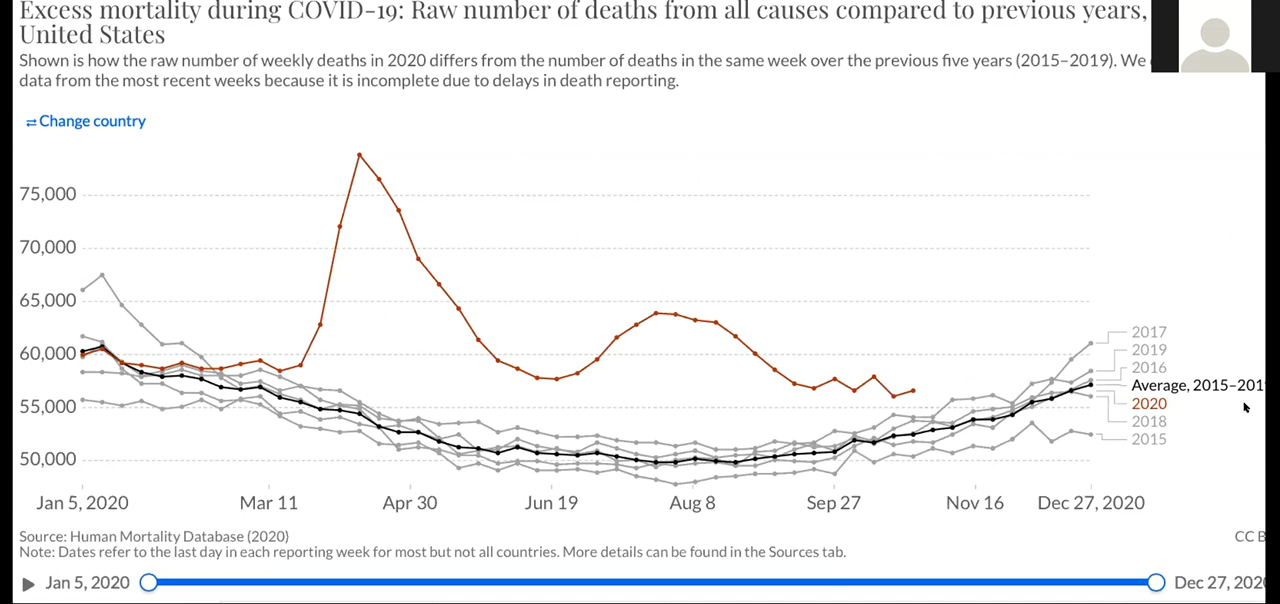 Excess mortality during COVID-19: Raw number of deaths from all causes compared to previous years,
United States
Shown is how the raw number of weekly deaths in 2020 differs from the number of deaths in the same week over the previous five years (2015–2019). We
data from the most recent weeks because it is incomplete due to delays in death reporting.
⇄ Change country
75,000
70,000
65,000
60,000
55,000
50,000
2017
2019
2016
Average, 2015–201
2020
2018
2015
Jan 5, 2020 Mar 11 Apr 30 Jun 19 Aug 8 Sep 27 Nov 16 Dec 27, 2020
Source: Human Mortality Database (2020)
CC B
Note: Dates refer to the last day in each reporting week for most but not all countries. More details can be found in the Sources tab.
Jan 5, 2020 Dec 27, 202